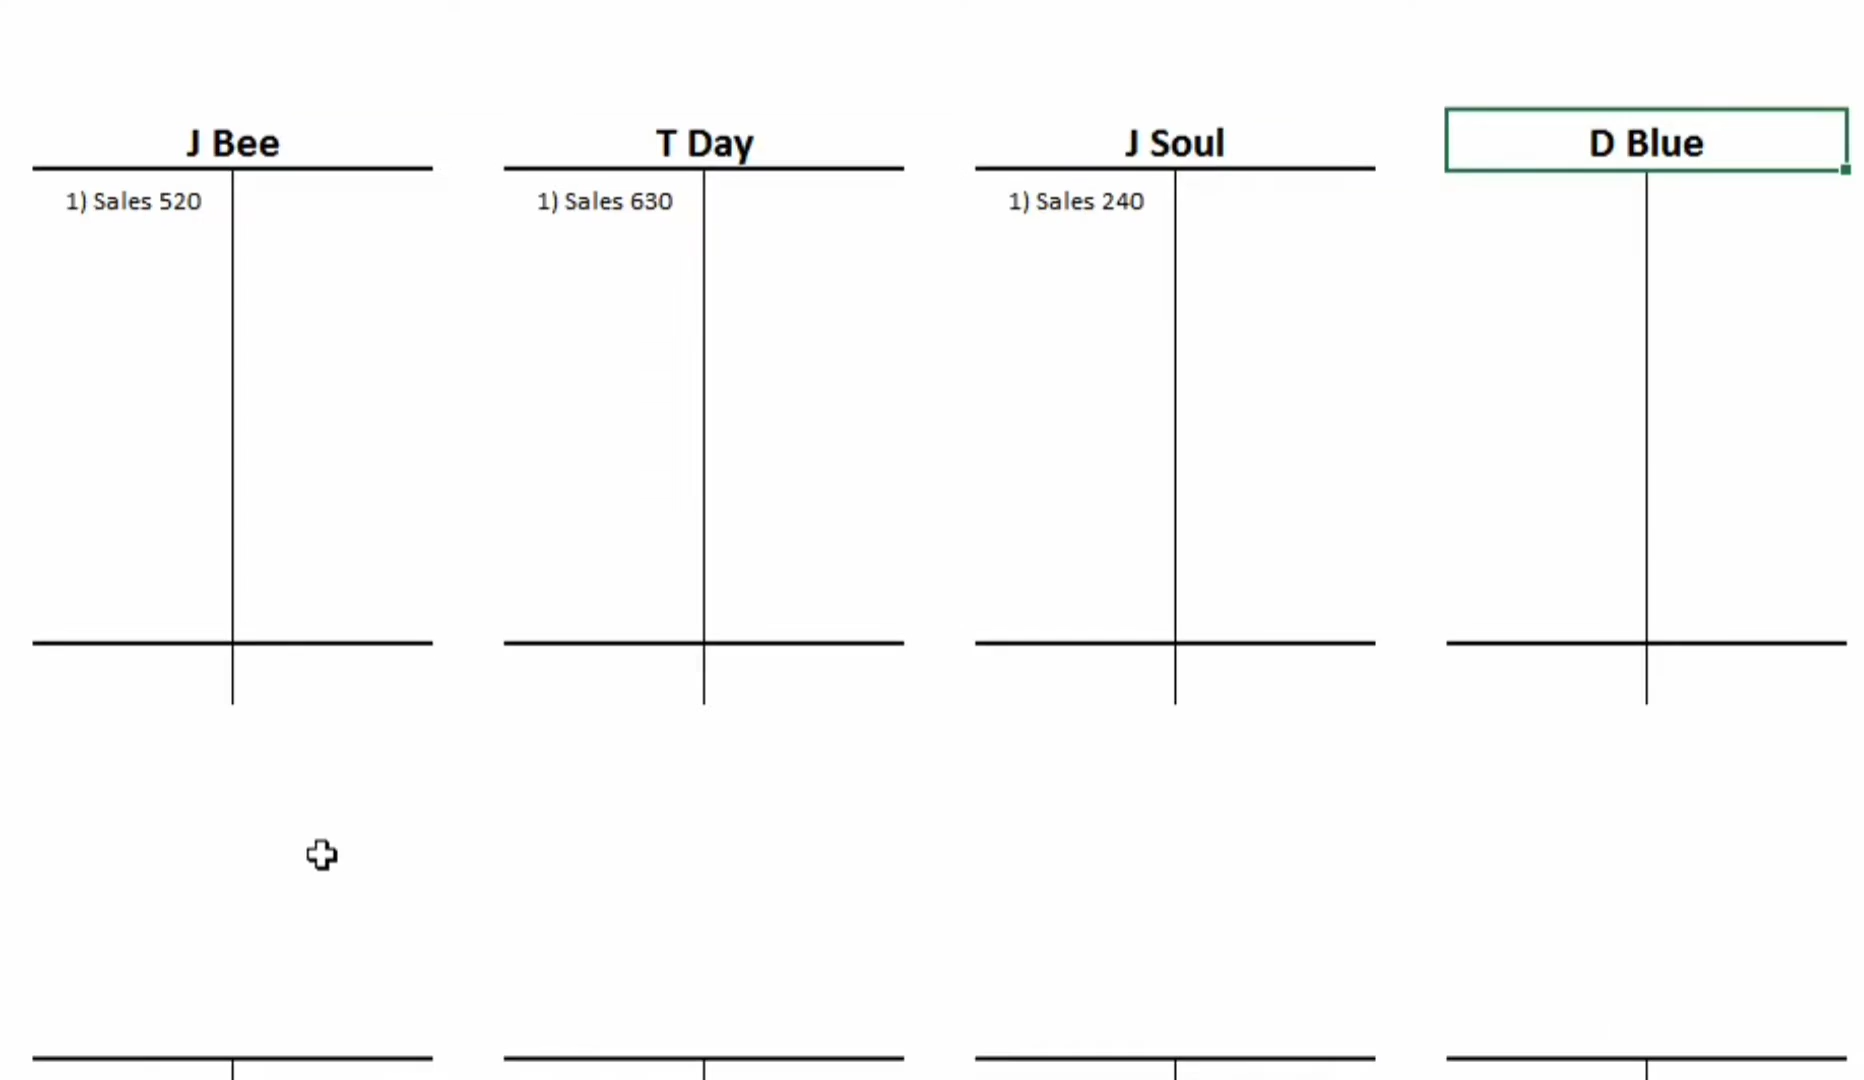 J Bee
T Day
J Soul
D Blue
1) Sales 520
1) Sales 630
1) Sales 240